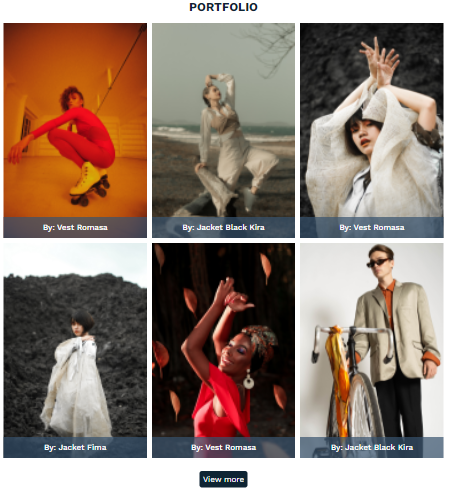 PORTFOLIO
By: Vest Romasa
By: Jacket Black Kira
By: Vest Romasa
By: Jacket Fima
By: Vest Romasa
By: Jacket Black Kira
View more